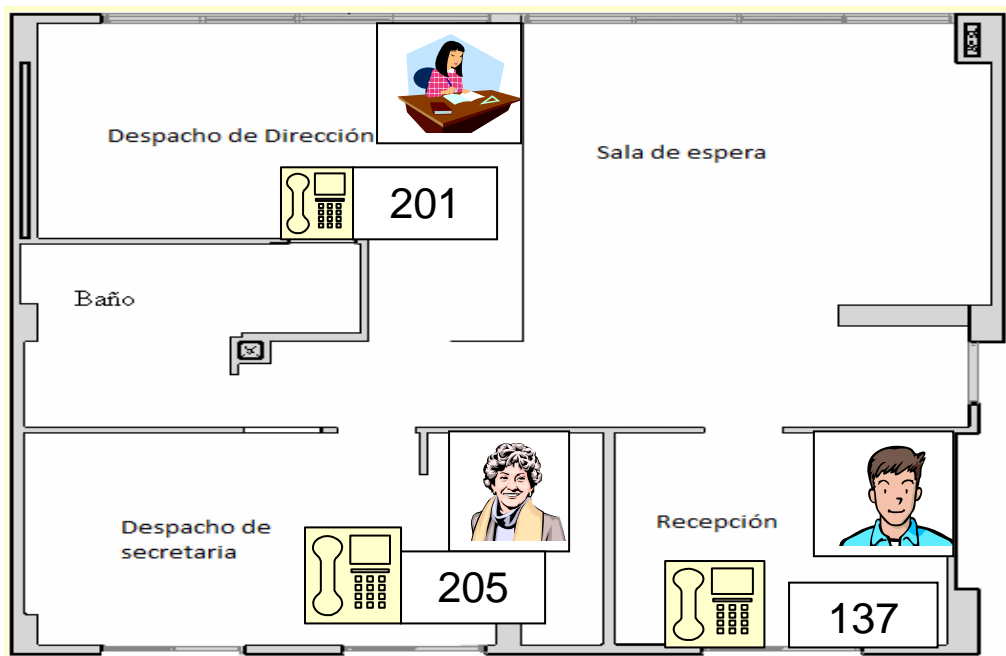 Despacho de Dirección
Sala de espera
201
Baño
Despacho de
secretaria
205
Recepción
137